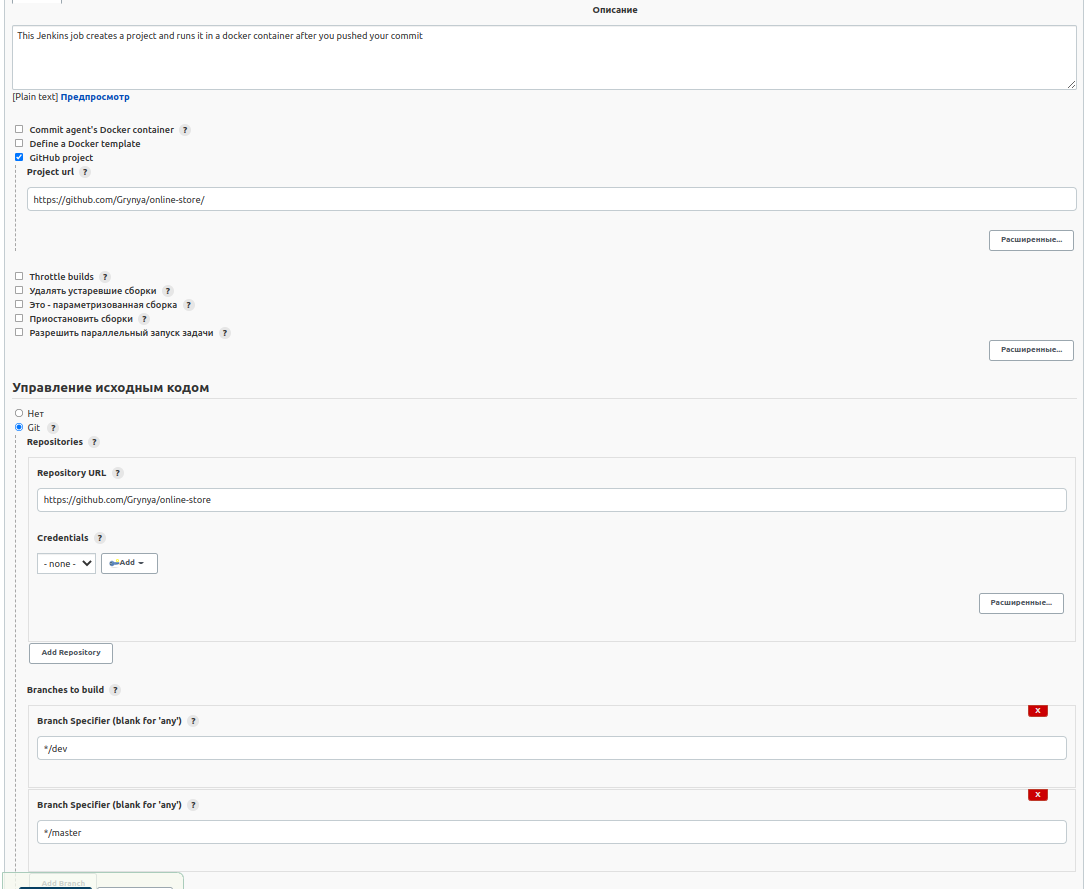 Описание
This Jenkins job creates a project and runs it in a docker container after you pushed your commit
[Plain text] Предпросмотр
Commit agent's Docker container ?
Define a Docker template
GitHub project
Project url ?
https://github.com/Grynya/online-store/
Расширенные...
Throttle builds ?
Удалять устаревшие сборки ?
Это - параметризованная сборка ?
Приостановить сборки ?
Разрешить параллельный запуск задачи ?
Расширенные...
Управление исходным кодом
Нет
Git ?
Repositories ?
Repository URL ?
https://github.com/Grynya/online-store
Credentials ?
- none - Add
Расширенные...
Add Repository
Branches to build ?
X
Branch Specifier (blank for 'any') ?
*/dev
X
Branch Specifier (blank for 'any') ?
*/master
Add Branch